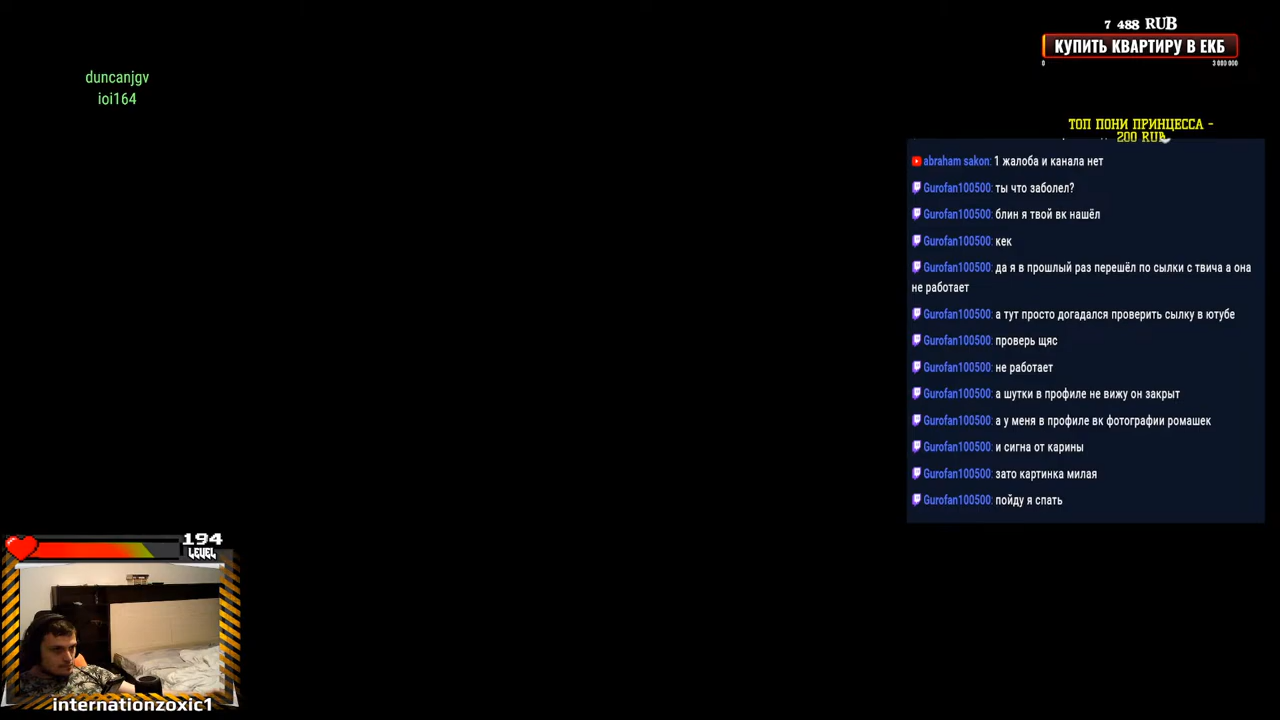 7 488 RUB
КУПИТЬ КВАРТИРУ В ЕКБ
0
3 000 000
duncanjgv
ioi164
ТОП ПОНИ ПРИНЦЕССА -
200 RUB
abraham sakon: 1 жалоба и канала нет
Gurofan100500: ты что заболел?
Gurofan100500: блин я твой вк нашёл
Gurofan100500: кек
Gurofan100500: да я в прошлый раз перешёл по сылки с твича а она
не работает
Gurofan100500: а тут просто догадался проверить сылку в ютубе
Gurofan100500: проверь щяс
Gurofan100500: не работает
Gurofan100500: а шутки в профиле не вижу он закрыт
Gurofan100500: а у меня в профиле вк фотографии ромашек
Gurofan100500: и сигна от карины
Gurofan100500: зато картинка милая
Gurofan100500: пойду я спать
194
LEVEL
internationzoxic1